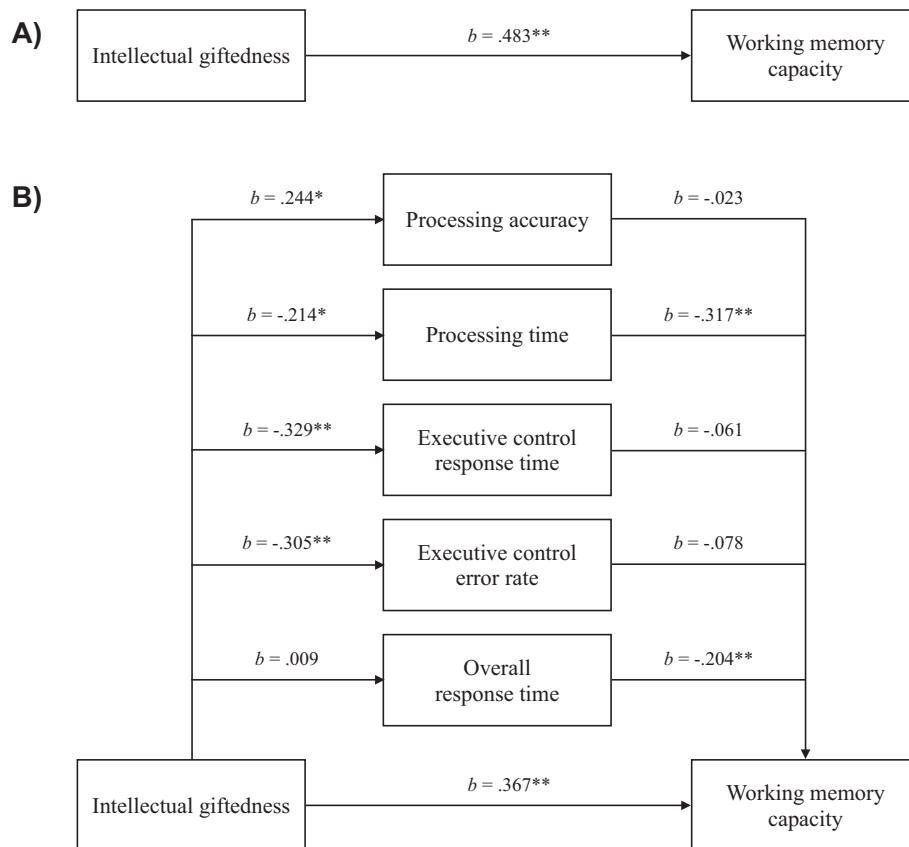 A)
Intellectual giftedness
b = .483**
Working memory
capacity
B)
b = .244*
Processing accuracy
b = -.023
b = -.214*
Processing time
b = -.317**
b = -.329**
Executive control
response time
b = -.061
b = -.305**
Executive control
error rate
b = -.078
b = .009
Overall
response time
b = -.204**
Intellectual giftedness
b = .367**
Working memory
capacity